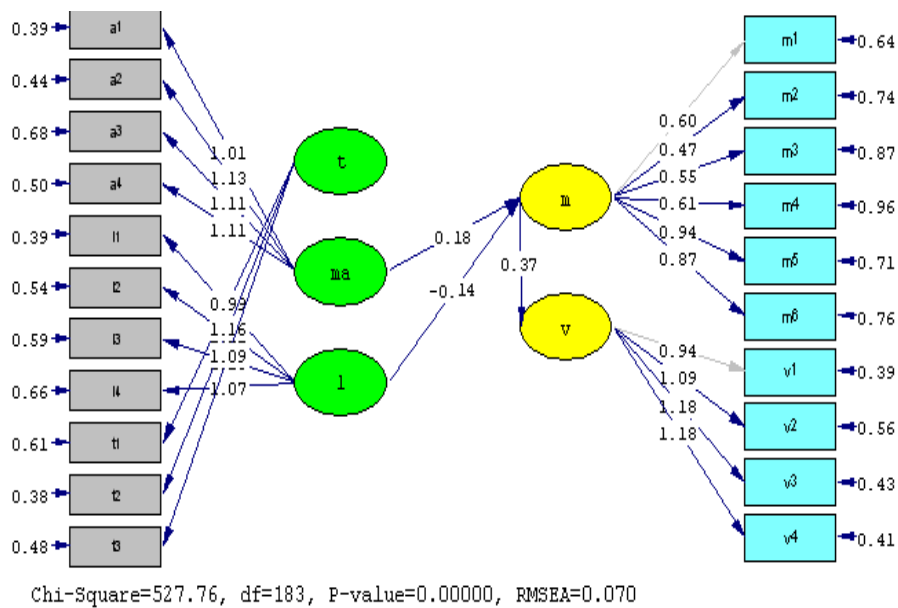 0.39 a1
0.44 a2
0.68 a3
0.50 a4
0.39 l1
0.54 l2
0.59 l3
0.66 l4
0.61 t1
0.38 t2
0.48 t3
1.01
1.13
1.11
1.11
0.99
1.16
1.09
1.07
t
ma
l
0.18
-0.14
m
0.37
v
0.60
0.47
0.55
0.61
0.94
0.87
0.94
1.09
1.18
1.18
m1 0.64
m2 0.74
m3 0.87
m4 0.96
m5 0.71
m6 0.76
v1 0.39
v2 0.56
v3 0.43
v4 0.41
Chi-Square=527.76, df=183, P-value=0.00000, RMSEA=0.070